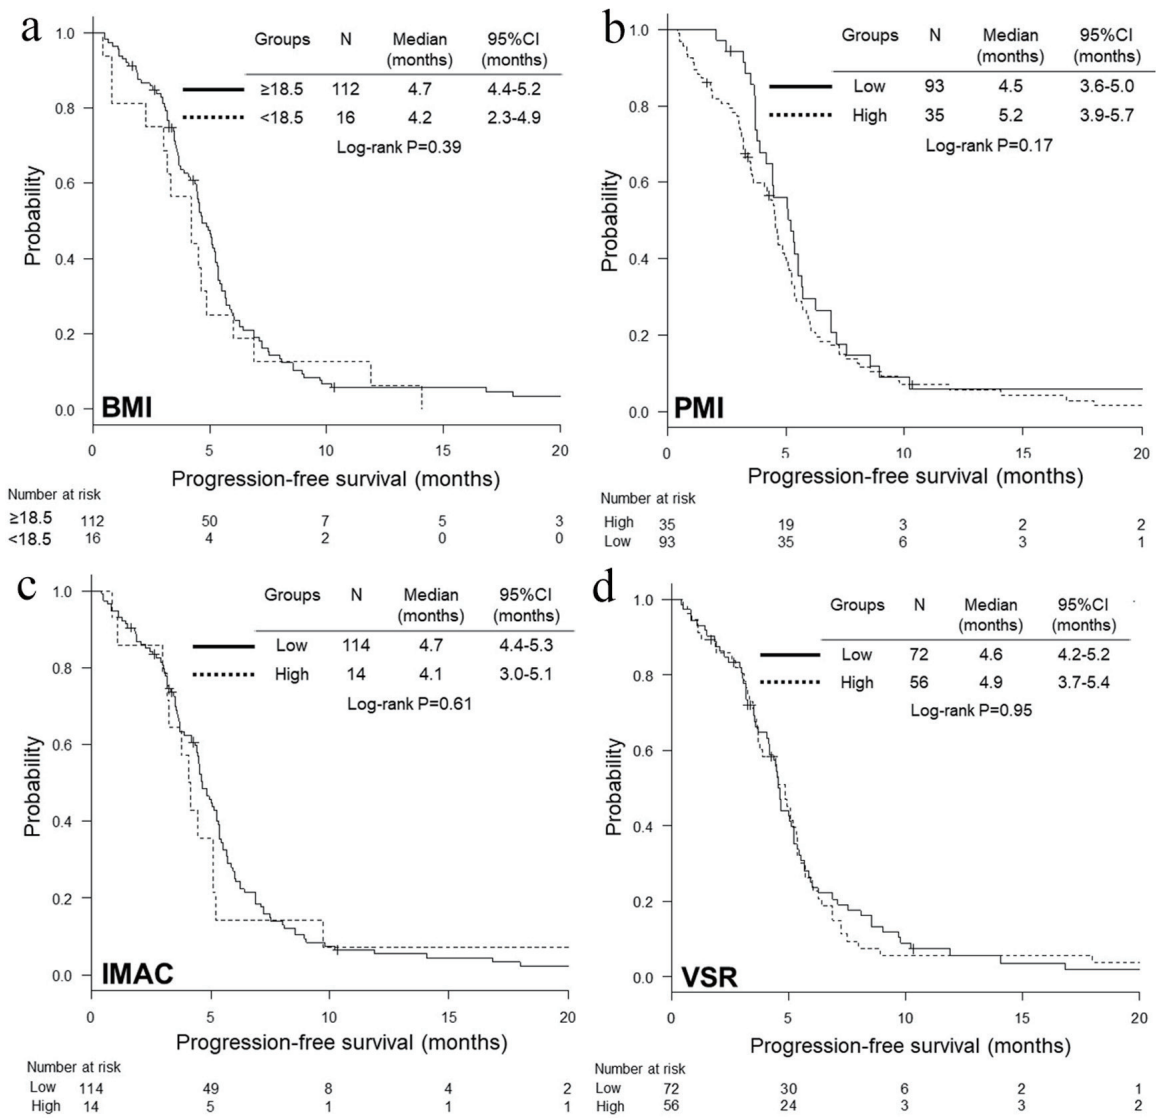 a
Groups N Median 95%CI
(months) (months)
≥18.5 112 4.7 4.4-5.2
<18.5 16 4.2 2.3-4.9
Log-rank P=0.39
1.0
0.8
0.6
0.4
0.2
0.0
Probability
BMI
0 5 10 15 20
Progression-free survival (months)
Number at risk
≥18.5 112 50 7 5 3
<18.5 16 4 2 0 0
b
Groups N Median 95%CI
(months) (months)
Low 93 4.5 3.6-5.0
High 35 5.2 3.9-5.7
Log-rank P=0.17
1.0
0.8
0.6
0.4
0.2
0.0
Probability
PMI
0 5 10 15 20
Progression-free survival (months)
Number at risk
High 35 19 3 2 2
Low 93 35 6 3 1
c
Groups N Median 95%CI
(months) (months)
Low 114 4.7 4.4-5.3
High 14 4.1 3.0-5.1
Log-rank P=0.61
1.0
0.8
0.6
0.4
0.2
0.0
Probability
IMAC
0 5 10 15 20
Progression-free survival (months)
Number at risk
Low 114 49 8 4 2
High 14 5 1 1 1
d
Groups N Median 95%CI
(months) (months)
Low 72 4.6 4.2-5.2
High 56 4.9 3.7-5.4
Log-rank P=0.95
1.0
0.8
0.6
0.4
0.2
0.0
Probability
VSR
0 5 10 15 20
Progression-free survival (months)
Number at risk
Low 72 30 6 2 1
High 56 24 3 3 2